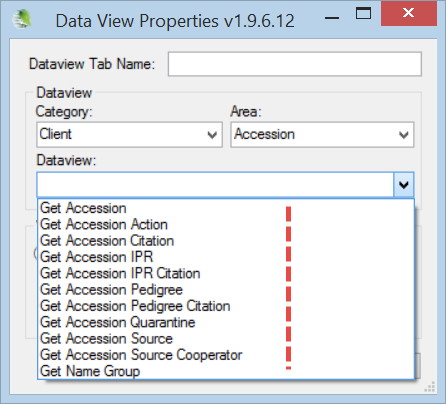 Data View Properties v1.9.6.12
Dataview Tab Name:
Dataview
Category:
Area:
Client
Accession
Dataview:
Get Accession
Get Accession Action
Get Accession Citation
Get Accession IPR
Get Accession IPR Citation
Get Accession Pedigree
Get Accession Pedigree Citation
Get Accession Quarantine
Get Accession Source
Get Accession Source Cooperator
Get Name Group